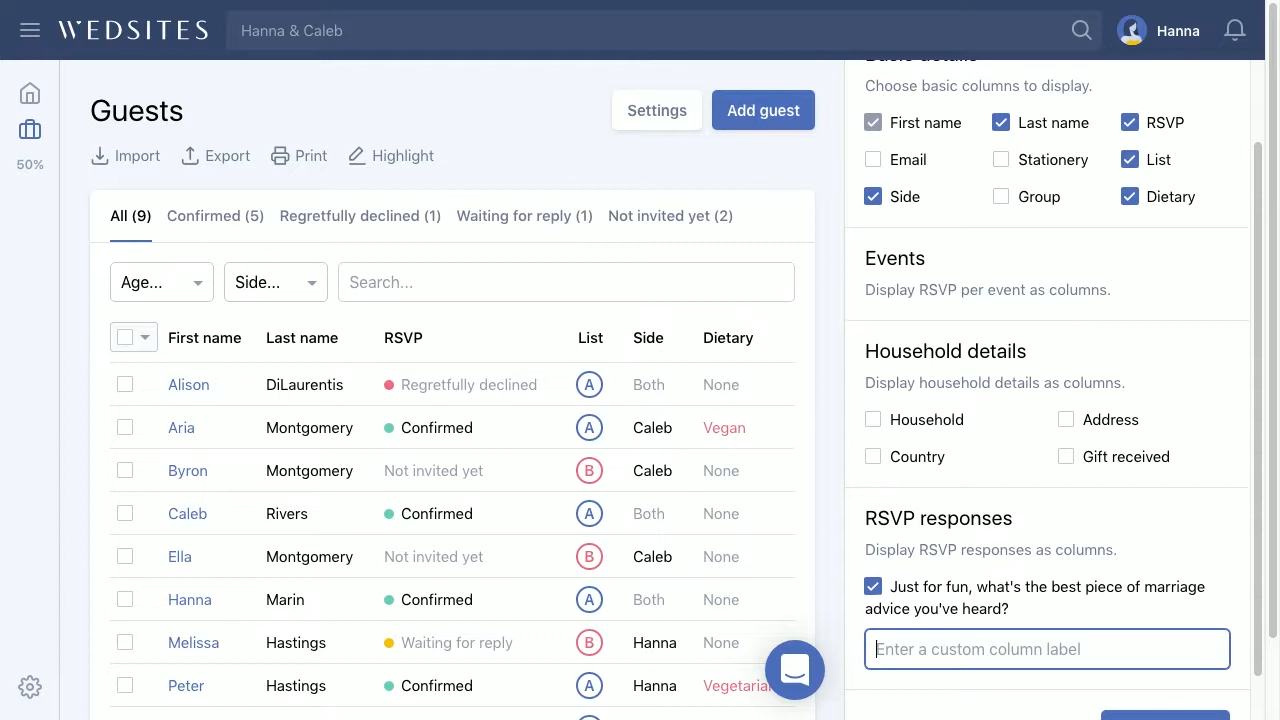 WEDSITES
Hanna & Caleb
Hanna
50%
Guests
Settings
Add guest
Import Export Print Highlight
All (9) Confirmed (5) Regretfully declined (1) Waiting for reply (1) Not invited yet (2)
Age... Side... Search...
First name Last name RSVP List Side Dietary
Alison DiLaurentis Regretfully declined A Both None
Aria Montgomery Confirmed A Caleb Vegan
Byron Montgomery Not invited yet B Caleb None
Caleb Rivers Confirmed A Both None
Ella Montgomery Not invited yet B Caleb None
Hanna Marin Confirmed A Both None
Melissa Hastings Waiting for reply B Hanna None
Peter Hastings Confirmed A Hanna Vegetarian
Basic details
Choose basic columns to display.
First name Last name RSVP
Email Stationery List
Side Group Dietary
Events
Display RSVP per event as columns.
Household details
Display household details as columns.
Household Address
Country Gift received
RSVP responses
Display RSVP responses as columns.
Just for fun, what's the best piece of marriage
advice you've heard?
Enter a custom column label